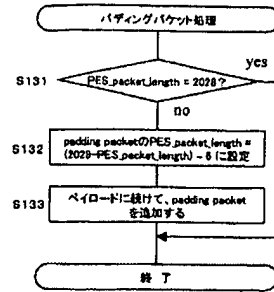 パディングパケット処理
yes
S131
PES_packet_length = 2028?
no
S132
padding packetのPES_packet_length =
(2028-PES_packet_length) - 6 に設定
S133
ペイロードに続けて、padding packet
を追加する
終 了